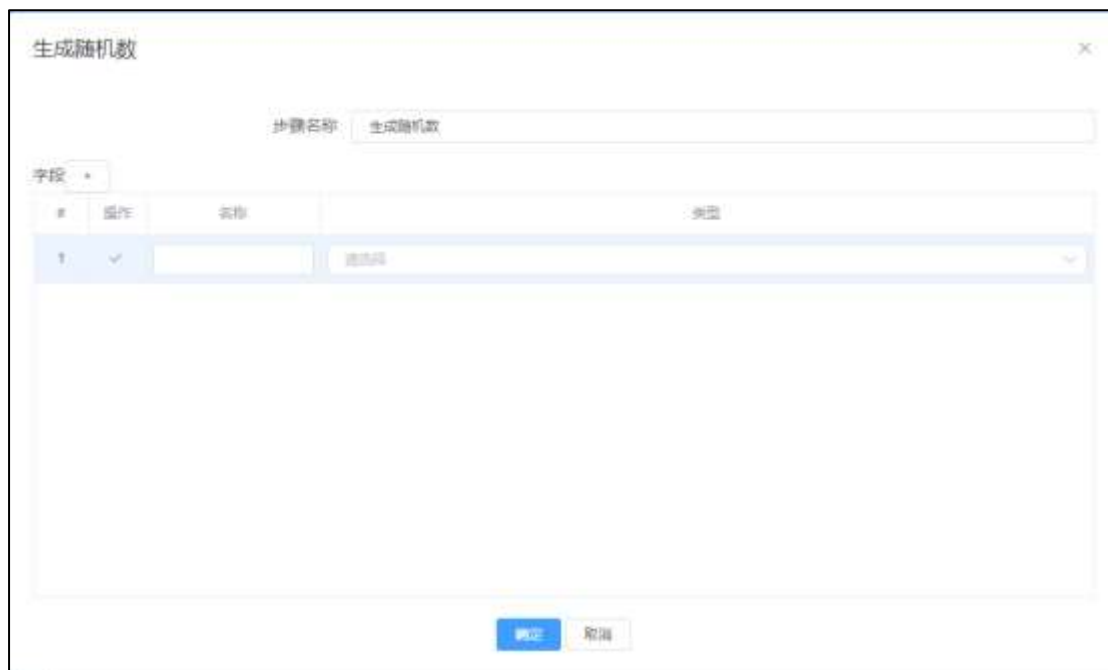 生成随机数
步骤名称 生成随机数
字段 +
# 操作 名称 类型
1 请选择
确定 取消